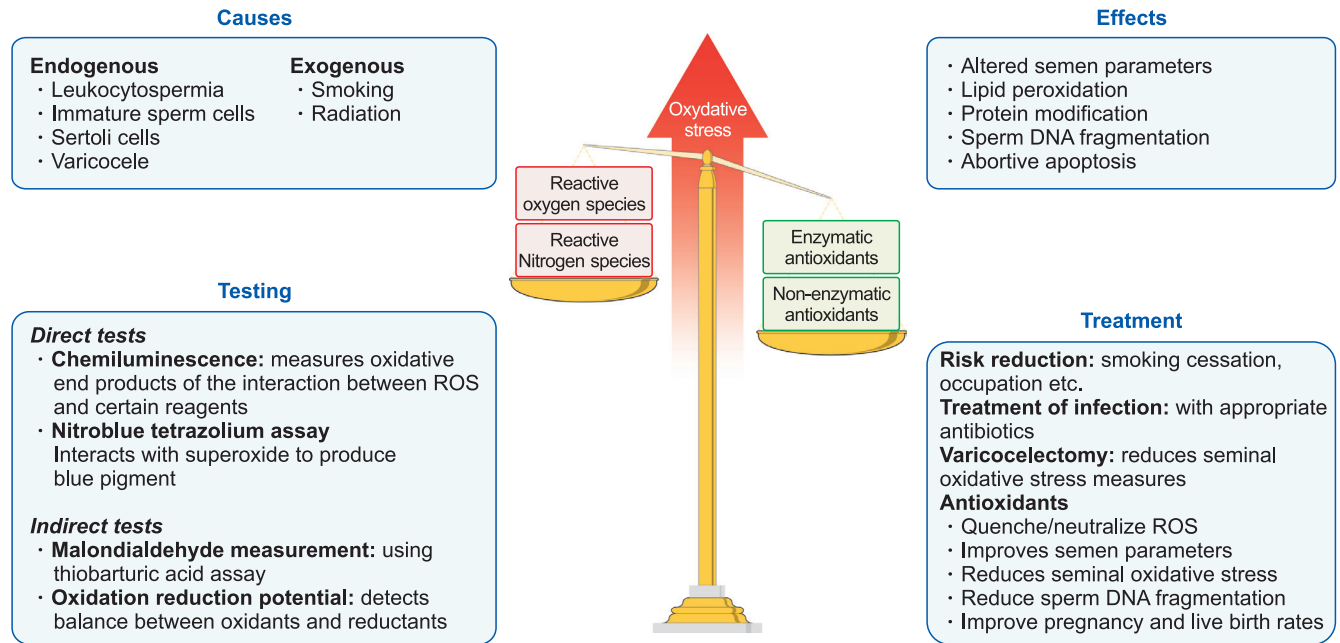 Causes
Endogenous
· Leukocytospermia
· Immature sperm cells
· Sertoli cells
· Varicocele
Exogenous
· Smoking
· Radiation
Oxydative
stress
Reactive
oxygen species
Reactive
Nitrogen species
Enzymatic
antioxidants
Non-enzymatic
antioxidants
Effects
· Altered semen parameters
· Lipid peroxidation
· Protein modification
· Sperm DNA fragmentation
· Abortive apoptosis
Testing
Direct tests
· Chemiluminescence: measures oxidative
end products of the interaction between ROS
and certain reagents
· Nitroblue tetrazolium assay
Interacts with superoxide to produce
blue pigment
Indirect tests
· Malondialdehyde measurement: using
thiobarturic acid assay
· Oxidation reduction potential: detects
balance between oxidants and reductants
Treatment
Risk reduction: smoking cessation,
occupation etc.
Treatment of infection: with appropriate
antibiotics
Varicocelectomy: reduces seminal
oxidative stress measures
Antioxidants
· Quenche/neutralize ROS
· Improves semen parameters
· Reduces seminal oxidative stress
· Reduce sperm DNA fragmentation
· Improve pregnancy and live birth rates